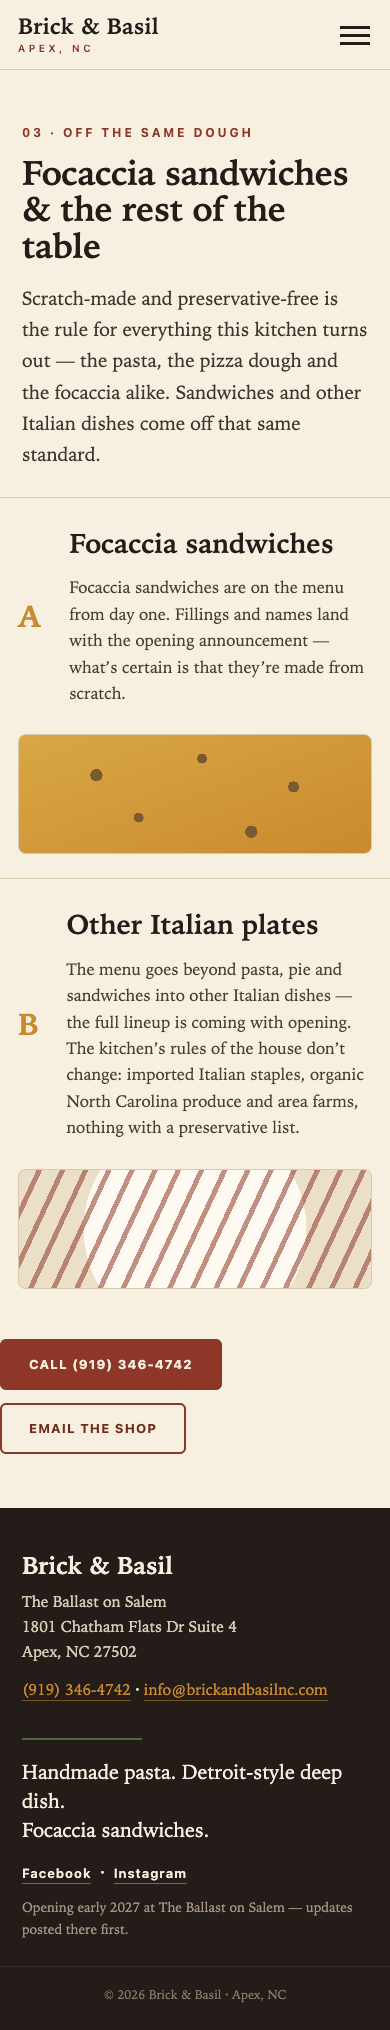 Brick & Basil
APEX, NC
03 · OFF THE SAME DOUGH
Focaccia sandwiches
& the rest of the
table
Scratch-made and preservative-free is
the rule for everything this kitchen turns
out — the pasta, the pizza dough and
the focaccia alike. Sandwiches and other
Italian dishes come off that same
standard.
Focaccia sandwiches
A
Focaccia sandwiches are on the menu
from day one. Fillings and names land
with the opening announcement —
what’s certain is that they’re made from
scratch.
Other Italian plates
B
The menu goes beyond pasta, pie and
sandwiches into other Italian dishes —
the full lineup is coming with opening.
The kitchen’s rules of the house don’t
change: imported Italian staples, organic
North Carolina produce and area farms,
nothing with a preservative list.
CALL (919) 346-4742
EMAIL THE SHOP
Brick & Basil
The Ballast on Salem
1801 Chatham Flats Dr Suite 4
Apex, NC 27502
(919) 346-4742 · info@brickandbasilnc.com
Handmade pasta. Detroit-style deep
dish.
Focaccia sandwiches.
Facebook · Instagram
Opening early 2027 at The Ballast on Salem — updates
posted there first.
© 2026 Brick & Basil · Apex, NC